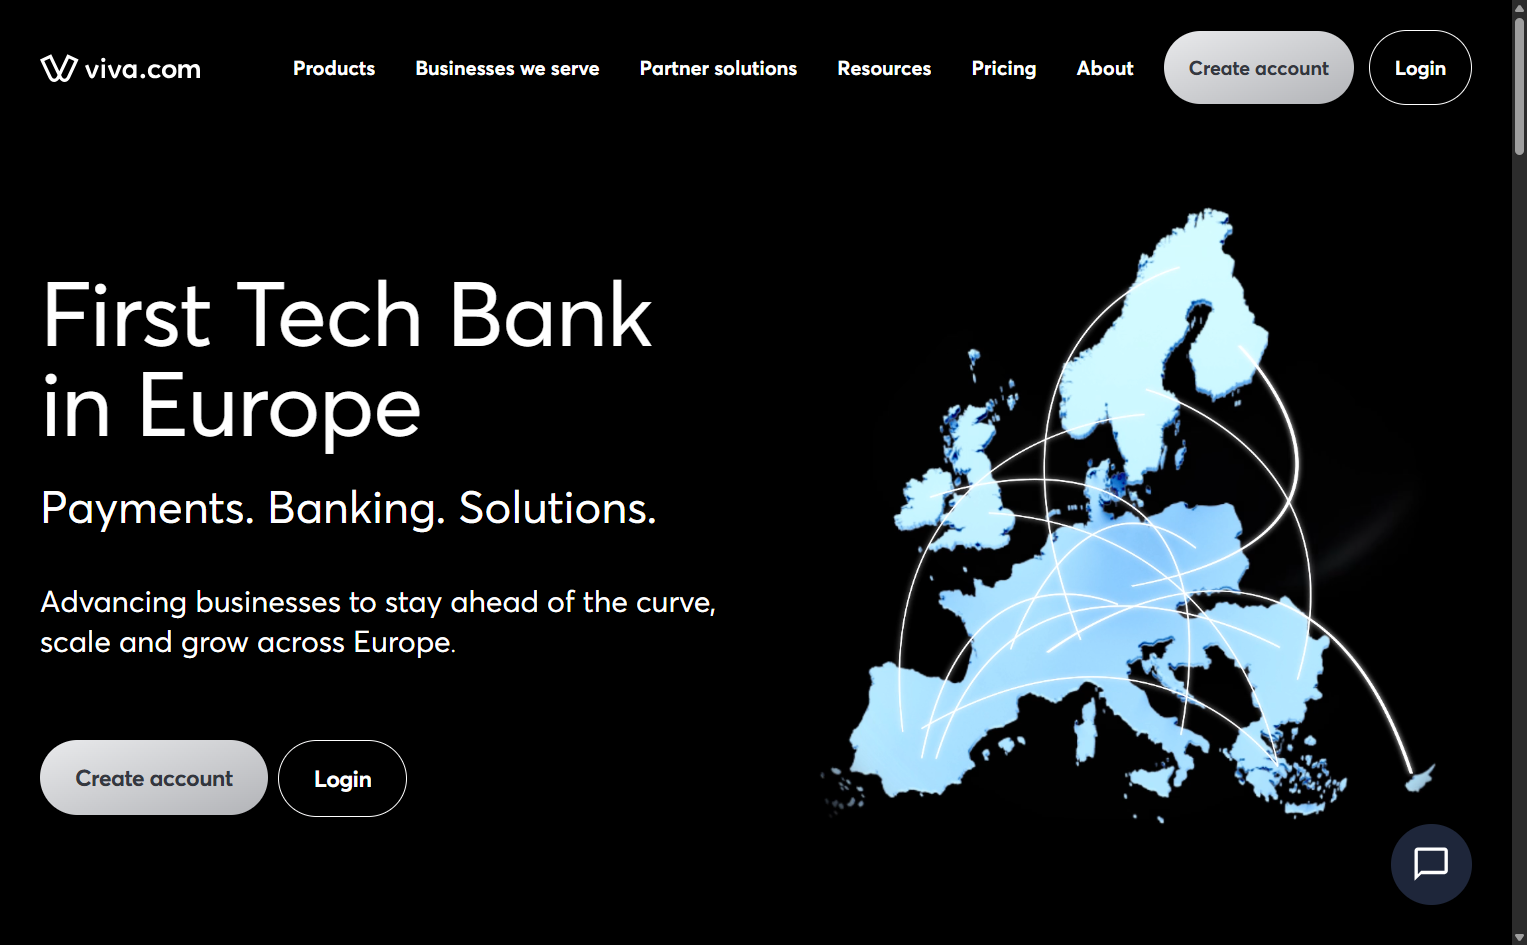 viva.com
Products
Businesses we serve
Partner solutions
Resources
Pricing
About
Create account
Login
First Tech Bank
in Europe
Payments. Banking. Solutions.
Advancing businesses to stay ahead of the curve,
scale and grow across Europe.
Create account
Login